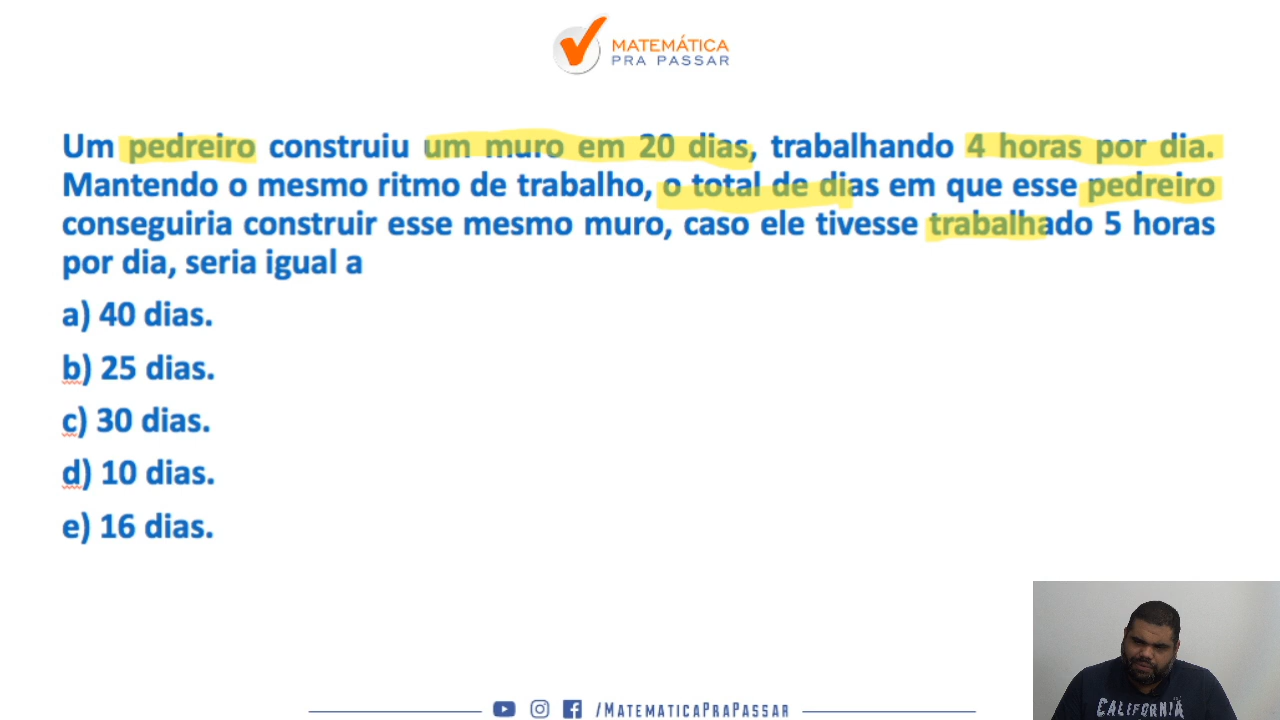 MATEMÁTICA
PRA PASSAR
Um pedreiro construiu um muro em 20 dias, trabalhando 4 horas por dia.
Mantendo o mesmo ritmo de trabalho, o total de dias em que esse pedreiro
conseguiria construir esse mesmo muro, caso ele tivesse trabalhado 5 horas
por dia, seria igual a
a) 40 dias.
b) 25 dias.
c) 30 dias.
d) 10 dias.
e) 16 dias.
CALIFORNIA
/MATEMATICAPRAPASSAR